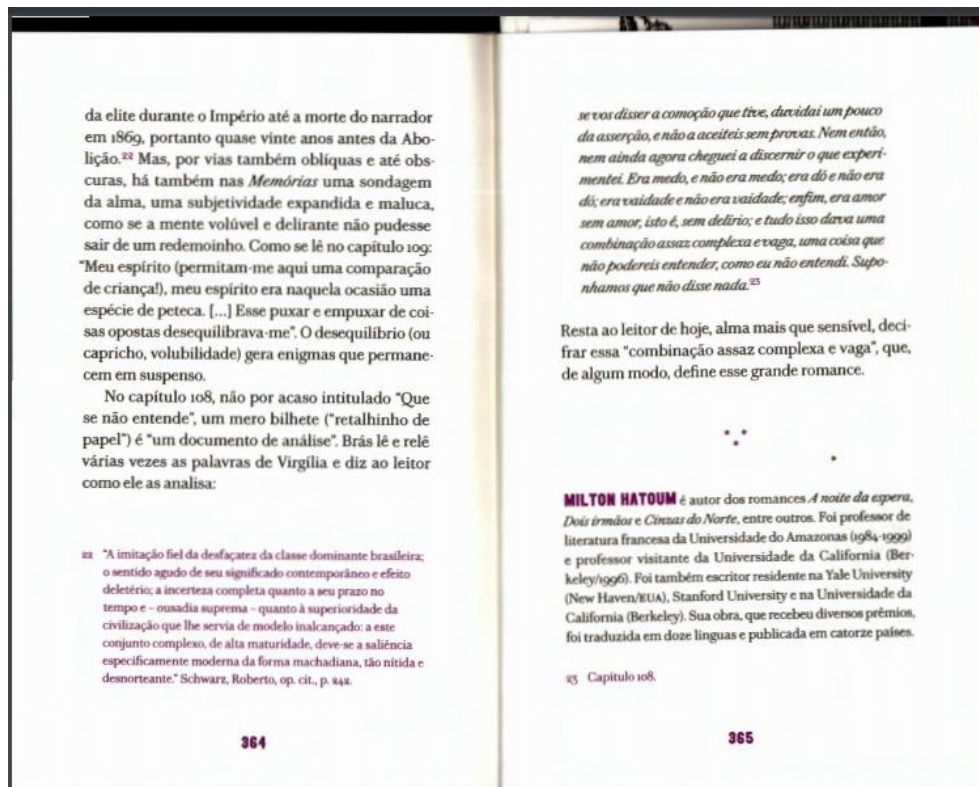 da elite durante o Império até a morte do narrador
em 1869, portanto quase vinte anos antes da Abo-
lição.22 Mas, por vias também oblíquas e até obs-
curas, há também nas Memórias uma sondagem
da alma, uma subjetividade expandida e maluca,
como se a mente volúvel e delirante não pudesse
sair de um redemoinho. Como se lê no capítulo 109:
"Meu espírito (permitam-me aqui uma comparação
de criança!), meu espírito era naquela ocasião uma
espécie de peteca. [...] Esse puxar e empuxar de coi-
sas opostas desequilibrava-me". O desequilíbrio (ou
capricho, volubilidade) gera enigmas que permane-
cem em suspenso.
No capítulo 108, não por acaso intitulado "Que
se não entende", um mero bilhete ("retalhinho de
papel") é "um documento de análise". Brás lê e relê
várias vezes as palavras de Virgília e diz ao leitor
como ele as analisa:
22 "A imitação fiel da desfaçatez da classe dominante brasileira;
o sentido agudo de seu significado contemporâneo e efeito
deletério; a incerteza completa quanto a seu prazo no
tempo e – ousadia suprema – quanto à superioridade da
civilização que lhe servia de modelo inalcançado: a este
conjunto complexo, de alta maturidade, deve-se a saliência
especificamente moderna da forma machadiana, tão nítida e
desnorteante." Schwarz, Roberto, op. cit., p. 242.
364
se vos disser a comoção que tive, duvidai um pouco
da asserção, e não a aceiteis sem provas. Nem então,
nem ainda agora cheguei a discernir o que experi-
mentei. Era medo, e não era medo; era dó e não era
dó; era vaidade e não era vaidade; enfim, era amor
sem amor, isto é, sem delírio; e tudo isso dava uma
combinação assaz complexa e vaga, uma coisa que
não podereis entender, como eu não entendi. Supo-
nhamos que não disse nada.23
Resta ao leitor de hoje, alma mais que sensível, deci-
frar essa "combinação assaz complexa e vaga", que,
de algum modo, define esse grande romance.
MILTON HATOUM é autor dos romances A noite da espera,
Dois irmãos e Cinzas do Norte, entre outros. Foi professor de
literatura francesa da Universidade do Amazonas (1984-1999)
e professor visitante da Universidade da California (Ber-
keley/1996). Foi também escritor residente na Yale University
(New Haven/EUA), Stanford University e na Universidade da
California (Berkeley). Sua obra, que recebeu diversos prêmios,
foi traduzida em doze línguas e publicada em catorze países.
23 Capítulo 108.
365